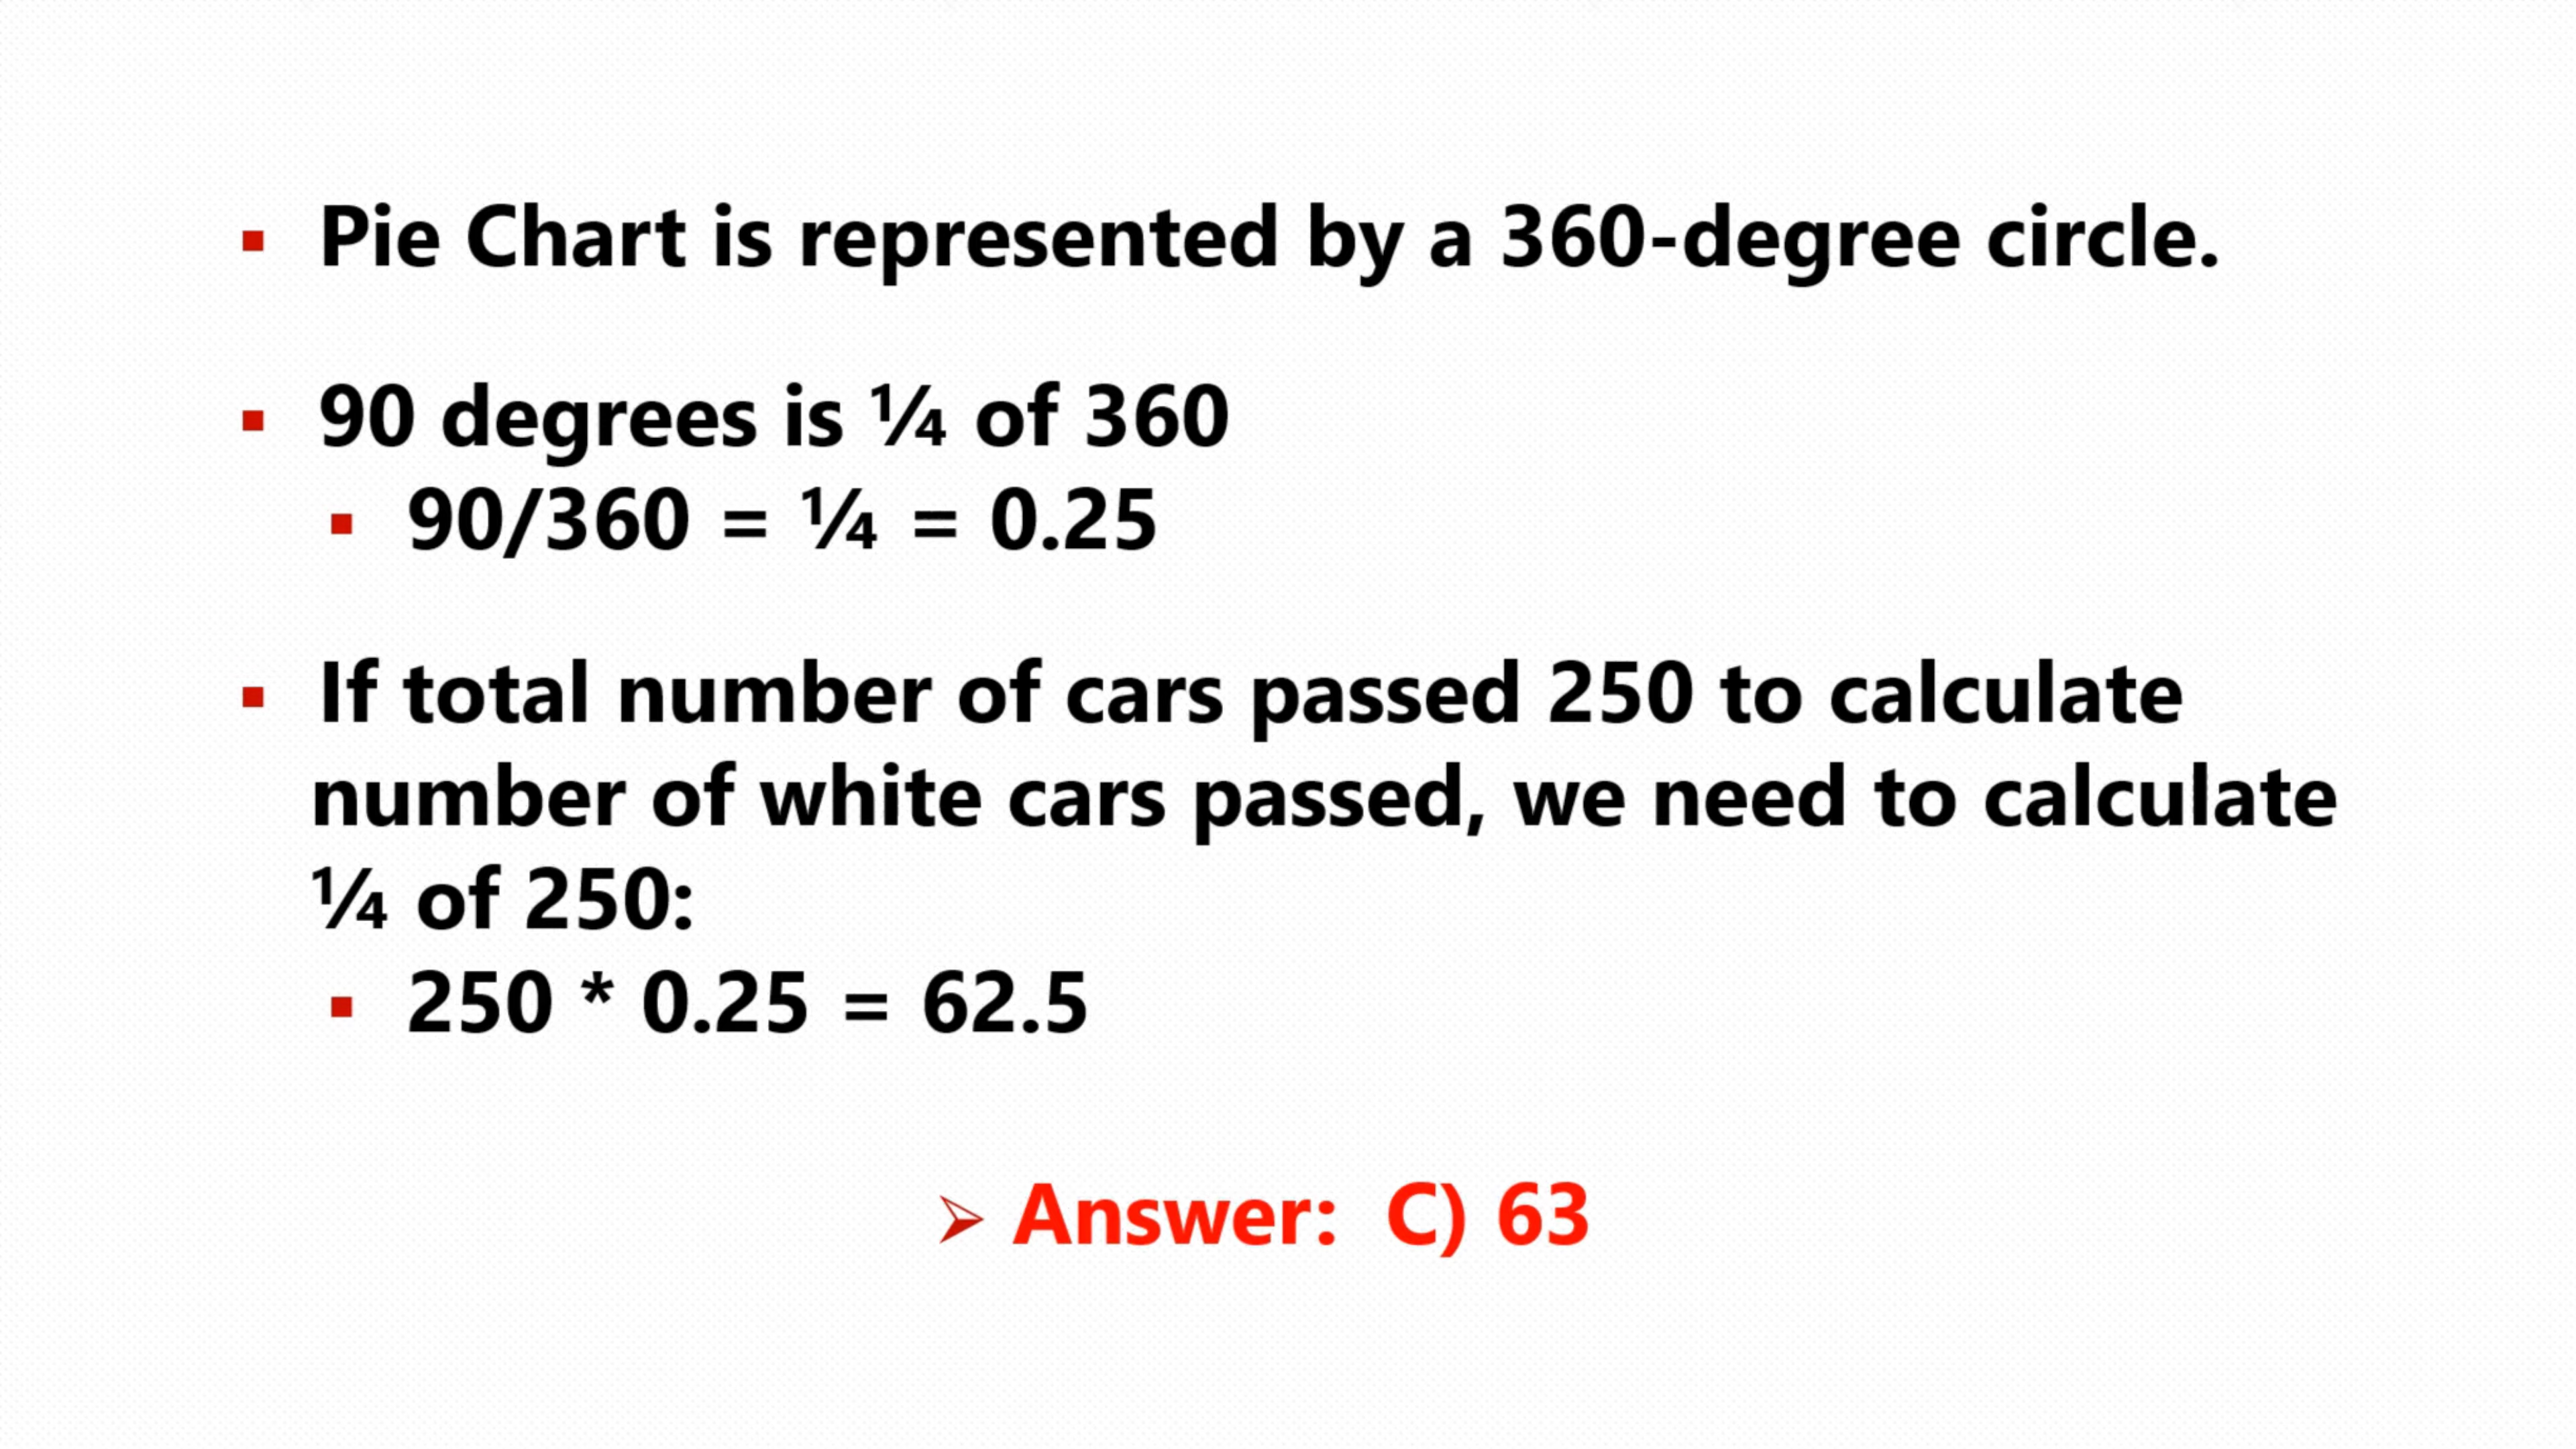 ▪ Pie Chart is represented by a 360-degree circle.
▪ 90 degrees is ¼ of 360
▪ 90/360 = ¼ = 0.25
▪ If total number of cars passed 250 to calculate
number of white cars passed, we need to calculate
¼ of 250:
▪ 250 * 0.25 = 62.5
➢ Answer: C) 63